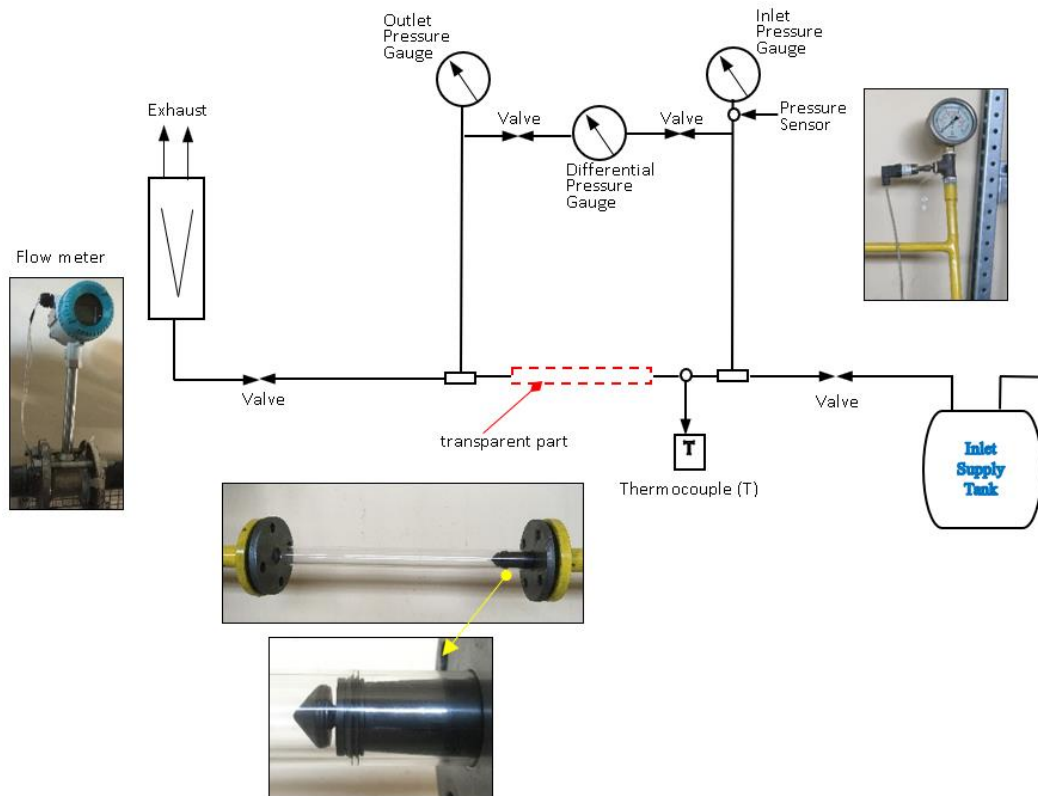 Outlet
Pressure
Gauge
Inlet
Pressure
Gauge
Exhaust
Valve
Valve
Pressure
Sensor
Differential
Pressure
Gauge
Flow meter
Valve
Valve
transparent part
T
Thermocouple (T)
Inlet
Supply
Tank